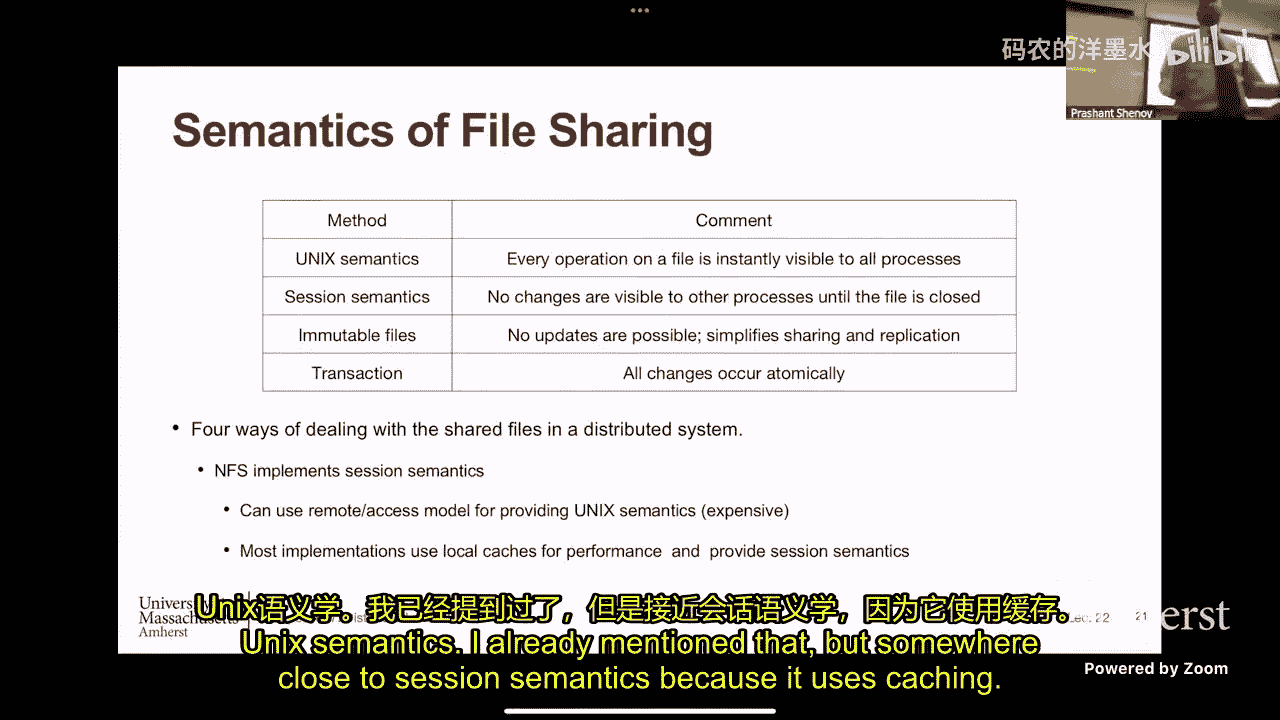 码农的洋墨水
bilibili
Prashant Shenoy
Semantics of File Sharing
Method Comment
UNIX semantics Every operation on a file is instantly visible to all processes
Session semantics No changes are visible to other processes until the file is closed
Immutable files No updates are possible; simplifies sharing and replication
Transaction All changes occur atomically
• Four ways of dealing with the shared files in a distributed system.
• NFS implements session semantics
• Can use remote/access model for providing UNIX semantics (expensive)
• Most implementations use local caches for performance and provide session semantics
Massachusetts
Amherst
Lec. 22 21
Unix语义学。我已经提到过了，但是接近会话语义学，因为它使用缓存。
Unix semantics. I already mentioned that, but somewhere
close to session semantics because it uses caching.
Powered by Zoom